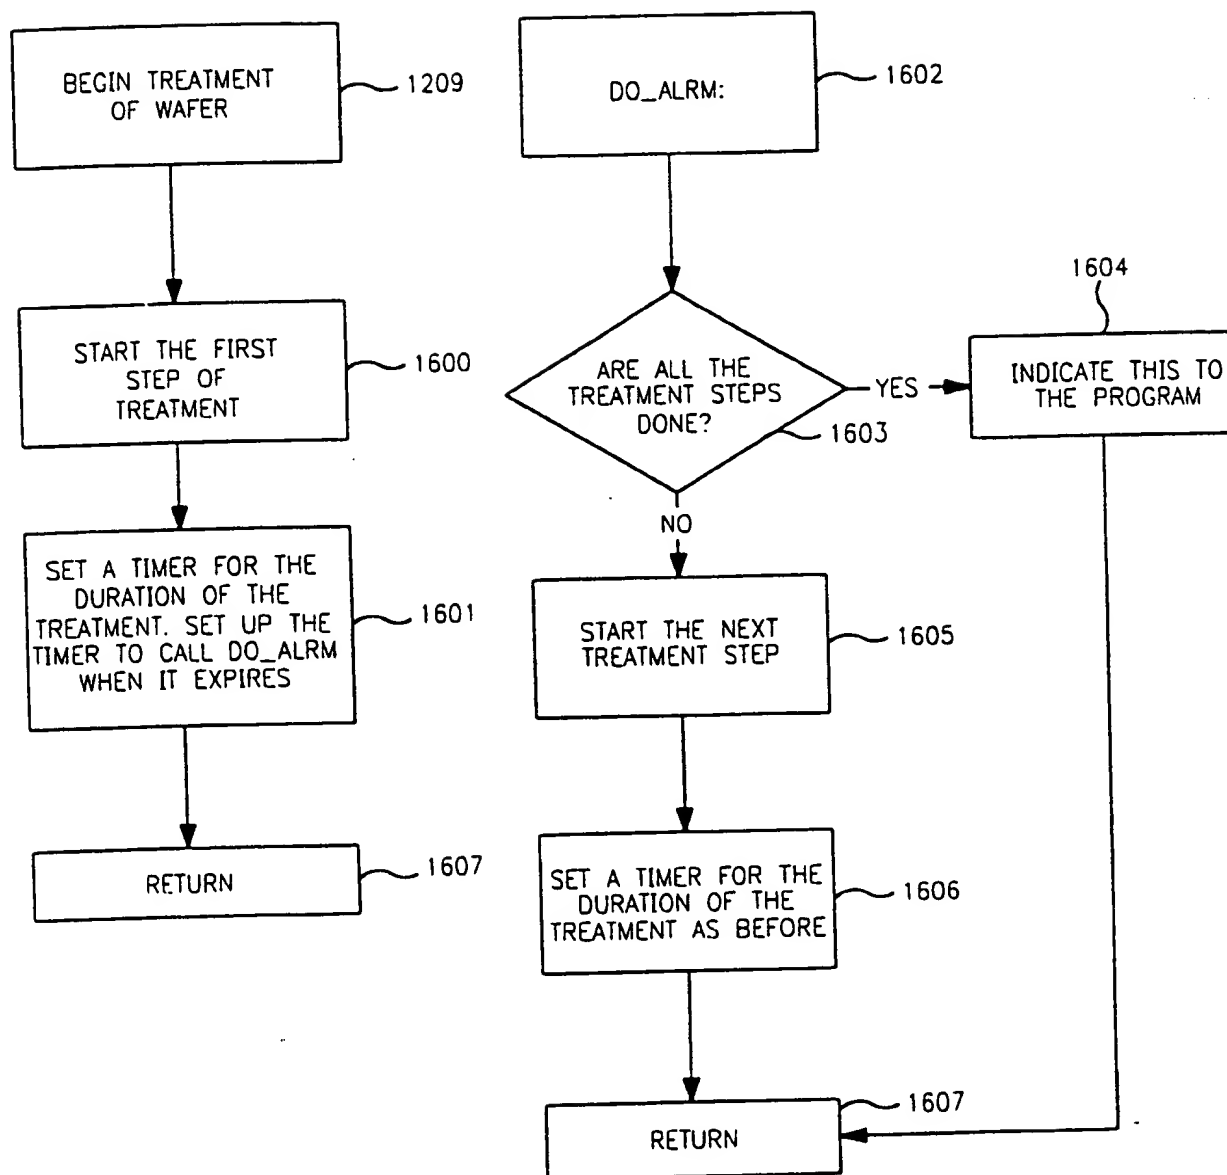 BEGIN TREATMENT
OF WAFER
1209
START THE FIRST
STEP OF
TREATMENT
1600
SET A TIMER FOR THE
DURATION OF THE
TREATMENT. SET UP THE
TIMER TO CALL DO_ALRM
WHEN IT EXPIRES
1601
RETURN
1607
DO_ALRM:
1602
ARE ALL THE
TREATMENT STEPS
DONE?
1603
YES
1604
INDICATE THIS TO
THE PROGRAM
NO
START THE NEXT
TREATMENT STEP
1605
SET A TIMER FOR THE
DURATION OF THE
TREATMENT AS BEFORE
1606
RETURN
1607